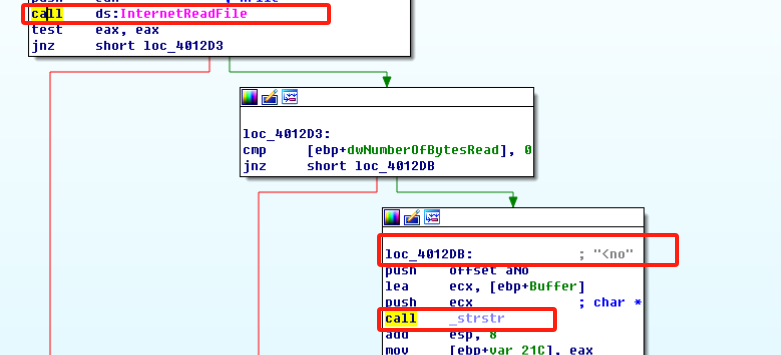 call ds:InternetReadFile
test eax, eax
jnz short loc_4012D3
loc_4012D3:
cmp [ebp+dwNumberOfBytesRead], 0
jnz short loc_4012DB
loc_4012DB: ; "<no"
push offset aNo
lea ecx, [ebp+Buffer]
push ecx ; char *
call _strstr
add esp, 8
mov [ebp+var_21C], eax